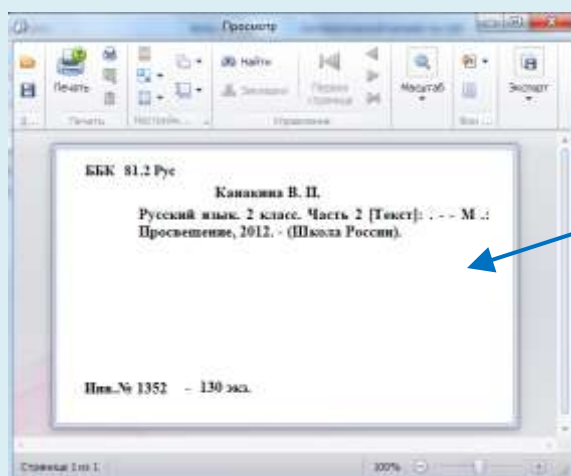 Просмотр
Печать
Найти
Масштаб
Экспорт
Печать
ББК 81.2 Рус
Канакина В. П.
Русский язык. 2 класс. Часть 2 [Текст]: . - - М .:
Просвещение, 2012. - (Школа России).
Инв.№ 1352 - 130 экз.
Страница 1 из 1
100%